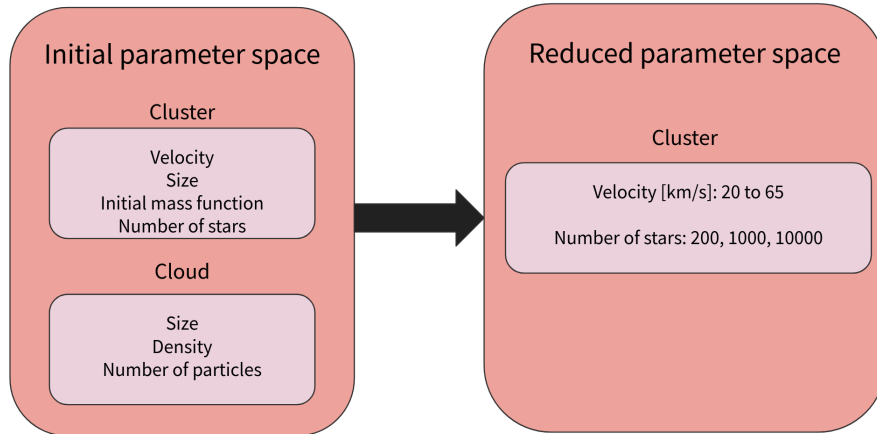 Initial parameter space
Cluster
Velocity
Size
Initial mass function
Number of stars
Cloud
Size
Density
Number of particles
Reduced parameter space
Cluster
Velocity [km/s]: 20 to 65
Number of stars: 200, 1000, 10000